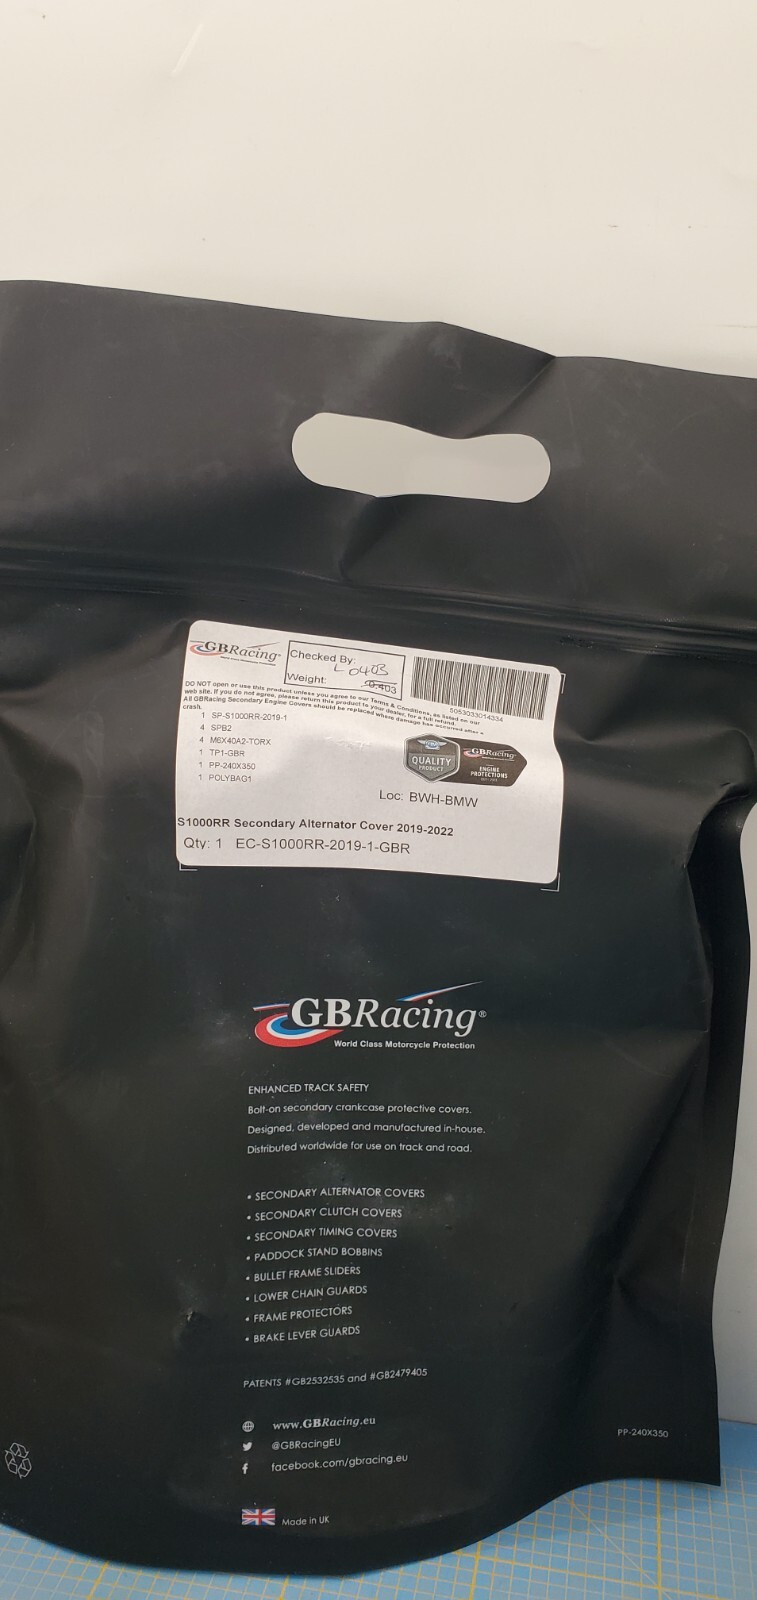 GBRacing
Checked By:
L 0403
Weight:
0.403
5053033014334
DO NOT open or use this product unless you agree to our Terms & Conditions, as listed on our
web site. If you do not agree, please return this product to your dealer, for a full refund.
All GBRacing Secondary Engine Covers should be replaced where damage has occurred after a
crash.
1 SP-S1000RR-2019-1
4 SPB2
4 M6X40A2-TORX
1 TP1-GBR
1 PP-240X350
1 POLYBAG1
QUALITY
PRODUCT
GBRacing
ENGINE
PROTECTIONS
Loc: BWH-BMW
S1000RR Secondary Alternator Cover 2019-2022
Qty: 1 EC-S1000RR-2019-1-GBR
GBRacing®
World Class Motorcycle Protection
ENHANCED TRACK SAFETY
Bolt-on secondary crankcase protective covers.
Designed, developed and manufactured in-house.
Distributed worldwide for use on track and road.
• SECONDARY ALTERNATOR COVERS
• SECONDARY CLUTCH COVERS
• SECONDARY TIMING COVERS
• PADDOCK STAND BOBBINS
• BULLET FRAME SLIDERS
• LOWER CHAIN GUARDS
• FRAME PROTECTORS
• BRAKE LEVER GUARDS
PATENTS #GB2532535 and #GB2479405
www.GBRacing.eu
@GBRacingEU
facebook.com/gbracing.eu
PP-240X350
Made in UK